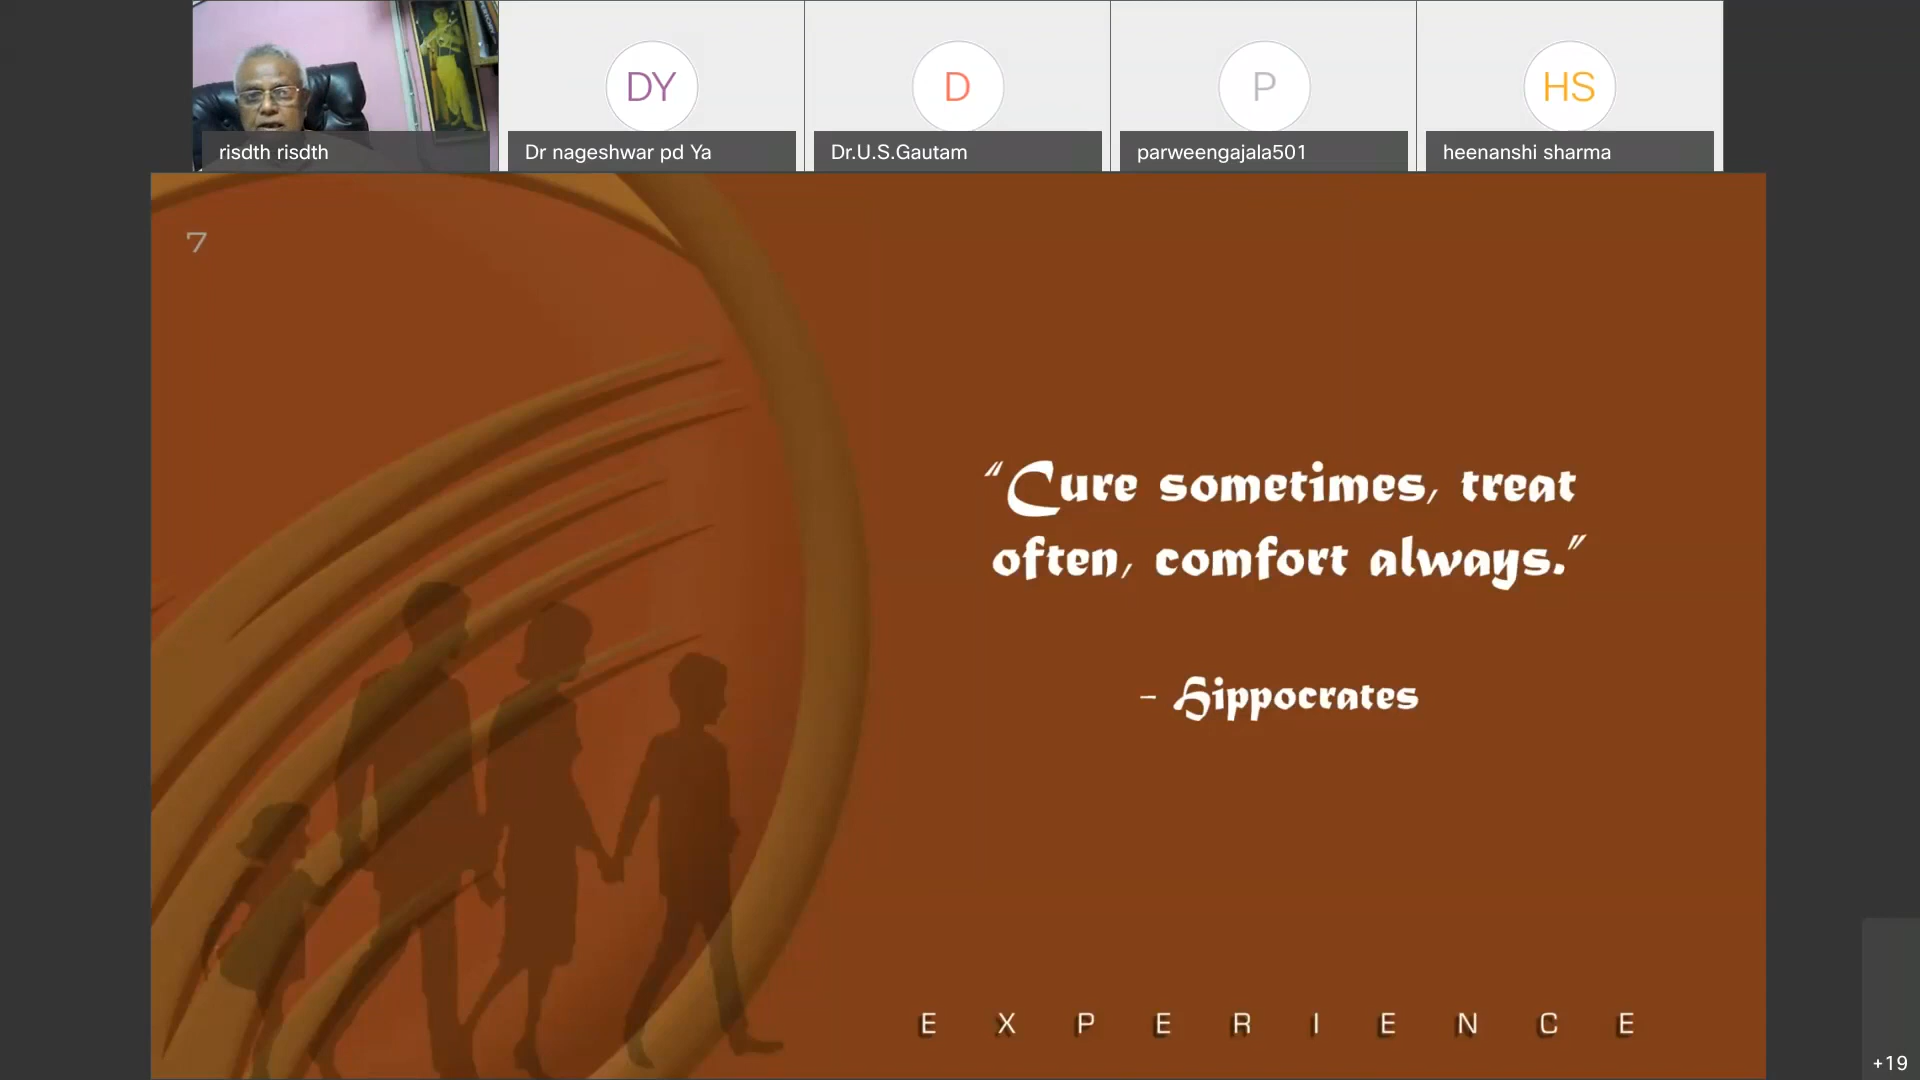 DY
D
P
HS
risdth risdth
Dr nageshwar pd Ya
Dr.U.S.Gautam
parweengajala501
heenanshi sharma
7
“Cure sometimes, treat
often, comfort always.”
- Hippocrates
EXPERIENCE
+19